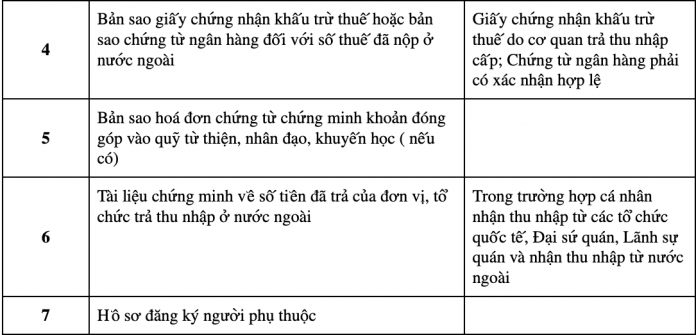 4
Bản sao giấy chứng nhận khấu trừ thuế hoặc bản
sao chứng từ ngân hàng đối với số thuế đã nộp ở
nước ngoài
Giấy chứng nhận khấu trừ
thuế do cơ quan trả thu nhập
cấp; Chứng từ ngân hàng phải
có xác nhận hợp lệ
5
Bản sao hoá đơn chứng từ chứng minh khoản đóng
góp vào quỹ từ thiện, nhân đạo, khuyến học ( nếu
có)
6
Tài liệu chứng minh về số tiền đã trả của đơn vị, tổ
chức trả thu nhập ở nước ngoài
Trong trường hợp cá nhân
nhận thu nhập từ các tổ chức
quốc tế, Đại sứ quán, Lãnh sự
quán và nhận thu nhập từ nước
ngoài
7
Hồ sơ đăng ký người phụ thuộc